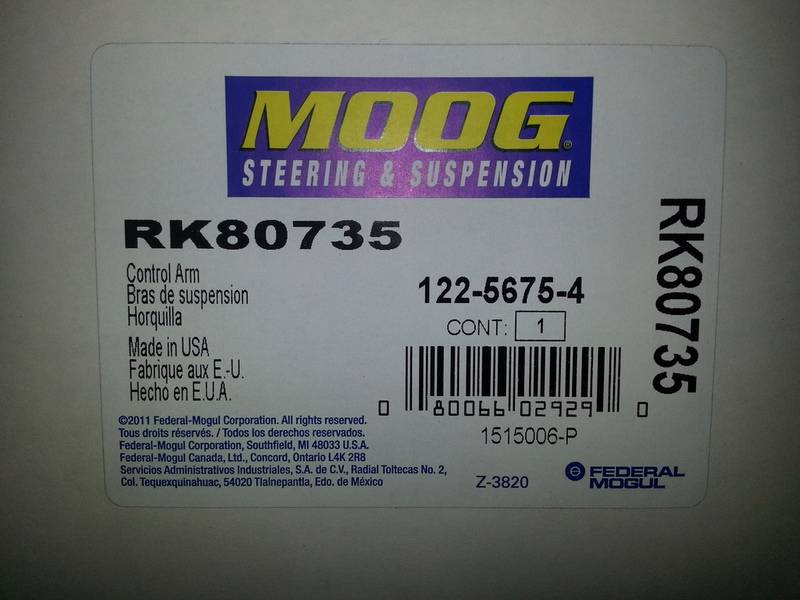 MOOG®
STEERING & SUSPENSION
RK80735
Control Arm
Bras de suspension
Horquilla
Made in USA
Fabrique aux E.-U.
Hecho en E.U.A.
122-5675-4
CONT: 1
0 80066 02929 0
1515006-P
RK80735
©2011 Federal-Mogul Corporation. All rights reserved.
Tous droits réservés. / Todos los derechos reservados.
Federal-Mogul Corporation, Southfield, MI 48033 U.S.A.
Federal-Mogul Canada, Ltd., Concord, Ontario L4K 2R8
Servicios Administrativos Industriales, S.A. de C.V., Radial Toltecas No. 2,
Col. Tequexquinahuac, 54020 Tlalnepantla, Edo. de México
Z-3820
FEDERAL
MOGUL